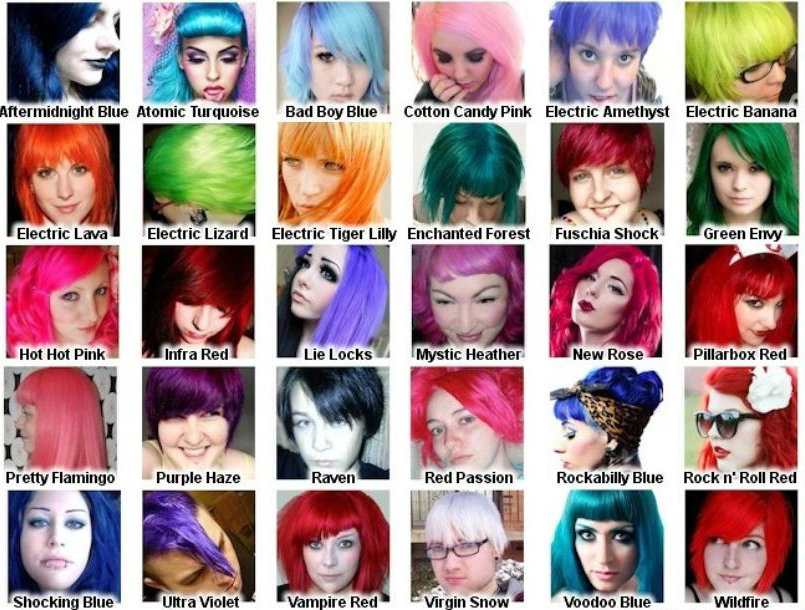 Aftermidnight Blue
Atomic Turquoise
Bad Boy Blue
Cotton Candy Pink
Electric Amethyst
Electric Banana
Electric Lava
Electric Lizard
Electric Tiger Lilly
Enchanted Forest
Fuschia Shock
Green Envy
Hot Hot Pink
Infra Red
Lie Locks
Mystic Heather
New Rose
Pillarbox Red
Pretty Flamingo
Purple Haze
Raven
Red Passion
Rockabilly Blue
Rock n' Roll Red
Shocking Blue
Ultra Violet
Vampire Red
Virgin Snow
Voodoo Blue
Wildfire